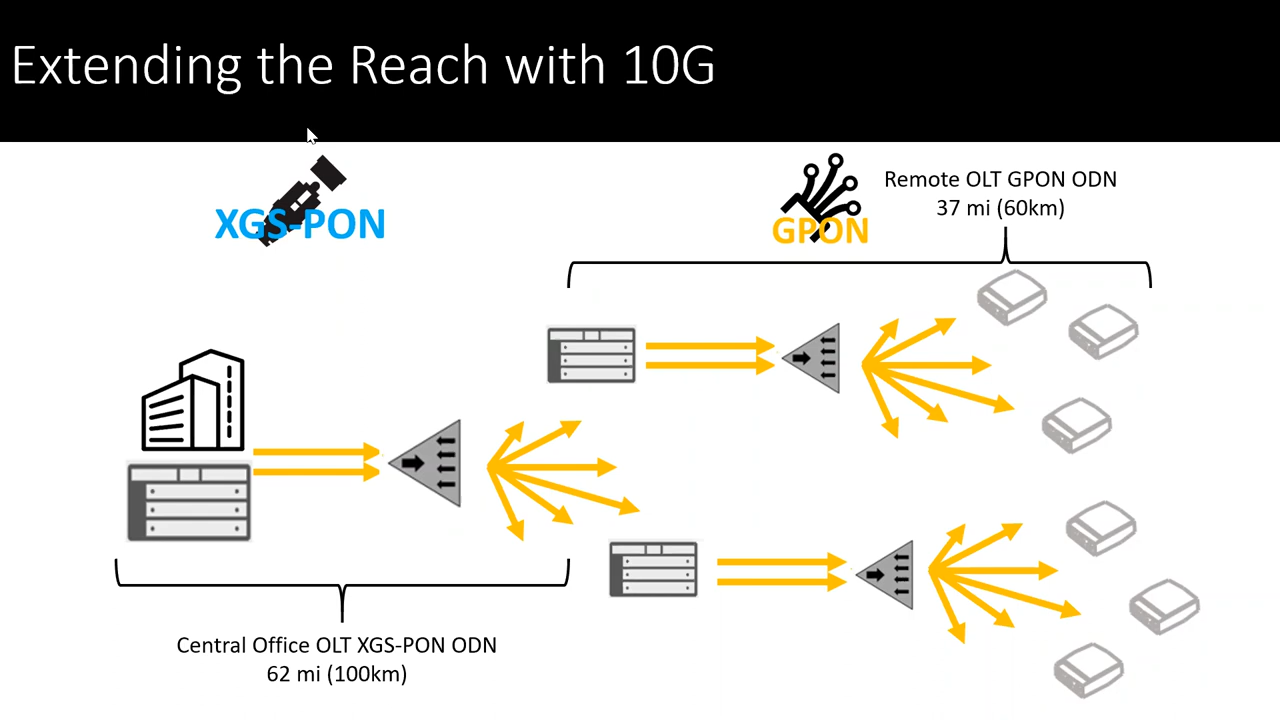 Extending the Reach with 10G
XGS-PON
GPON
Remote OLT GPON ODN
37 mi (60km)
Central Office OLT XGS-PON ODN
62 mi (100km)